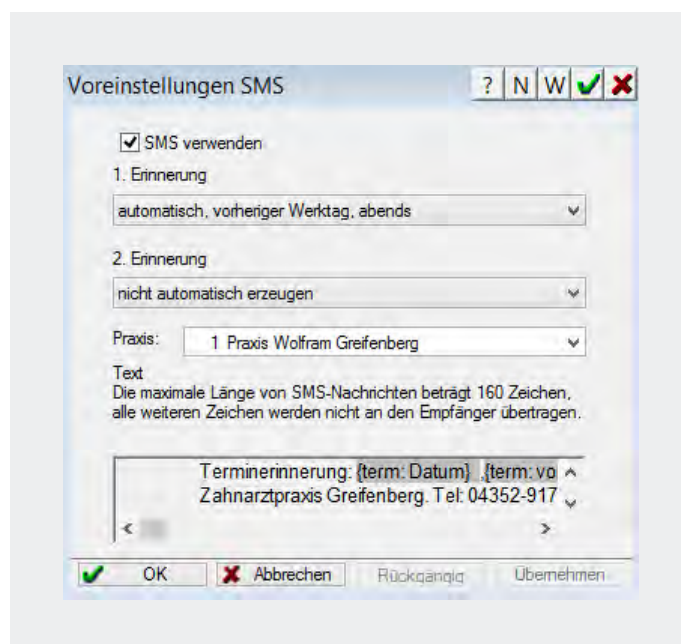 Voreinstellungen SMS ? N W
SMS verwenden
1. Erinnerung
automatisch, vorheriger Werktag, abends
2. Erinnerung
nicht automatisch erzeugen
Praxis: 1 Praxis Wolfram Greifenberg
Text
Die maximale Länge von SMS-Nachrichten beträgt 160 Zeichen,
alle weiteren Zeichen werden nicht an den Empfänger übertragen.
Terminerinnerung: {term: Datum} ,{term: vo
Zahnarztpraxis Greifenberg. Tel: 04352-917
OK Abbrechen Rückgängig Übernehmen